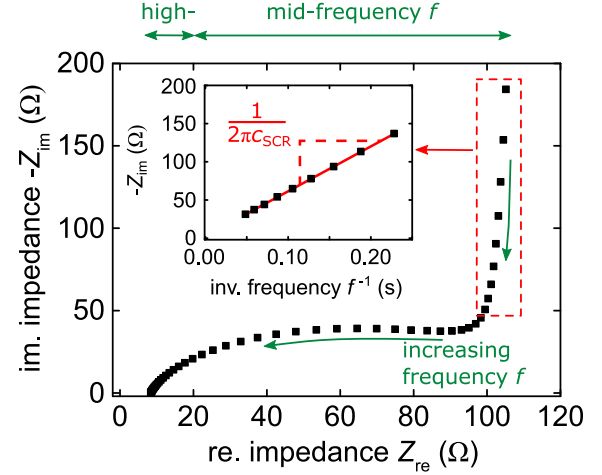 high-
mid-frequency f
im. impedance -Z_im (Ω)
200
150
100
50
0
-Z_im (Ω)
200
150
100
50
0
1
2πc_SCR
0.00
0.10
0.20
inv. frequency f⁻¹ (s)
increasing
frequency f
0
20
40
60
80
100
120
re. impedance Z_re (Ω)